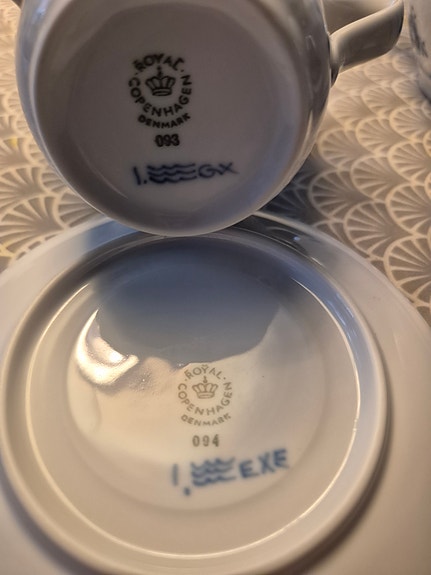 ROYAL
COPENHAGEN
DENMARK
093
1. GX
ROYAL
COPENHAGEN
DENMARK
094
1. EXE